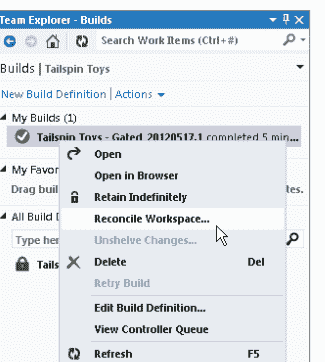 Team Explorer - Builds
Search Work Items (Ctrl+#)
Builds | Tailspin Toys
New Build Definition | Actions
My Builds (1)
Tailspin Toys - Gated_20120517.1 completed 5 min...
Open
My Favor
Open in Browser
Drag buil
tes.
Retain Indefinitely
All Build D
Reconcile Workspace...
Type her
Unshelve Changes...
Tails
Delete Del
Retry Build
Edit Build Definition...
View Controller Queue
Refresh F5